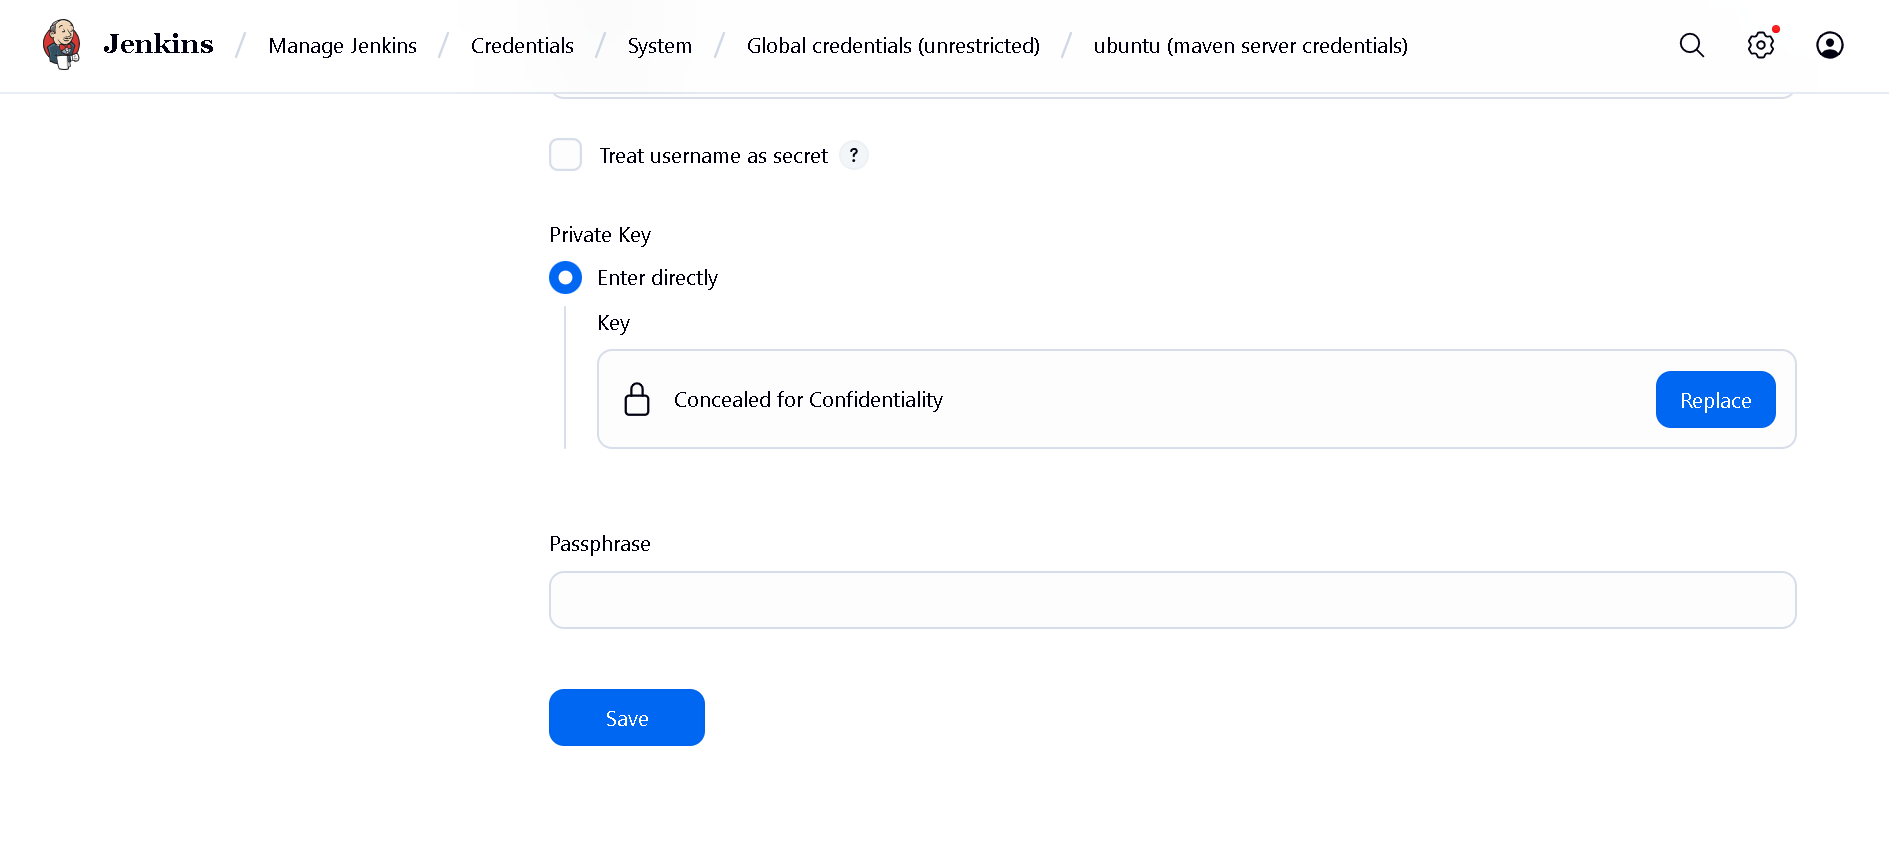 Jenkins / Manage Jenkins / Credentials / System / Global credentials (unrestricted) / ubuntu (maven server credentials)
Treat username as secret ?
Private Key
Enter directly
Key
Concealed for Confidentiality Replace
Passphrase
Save